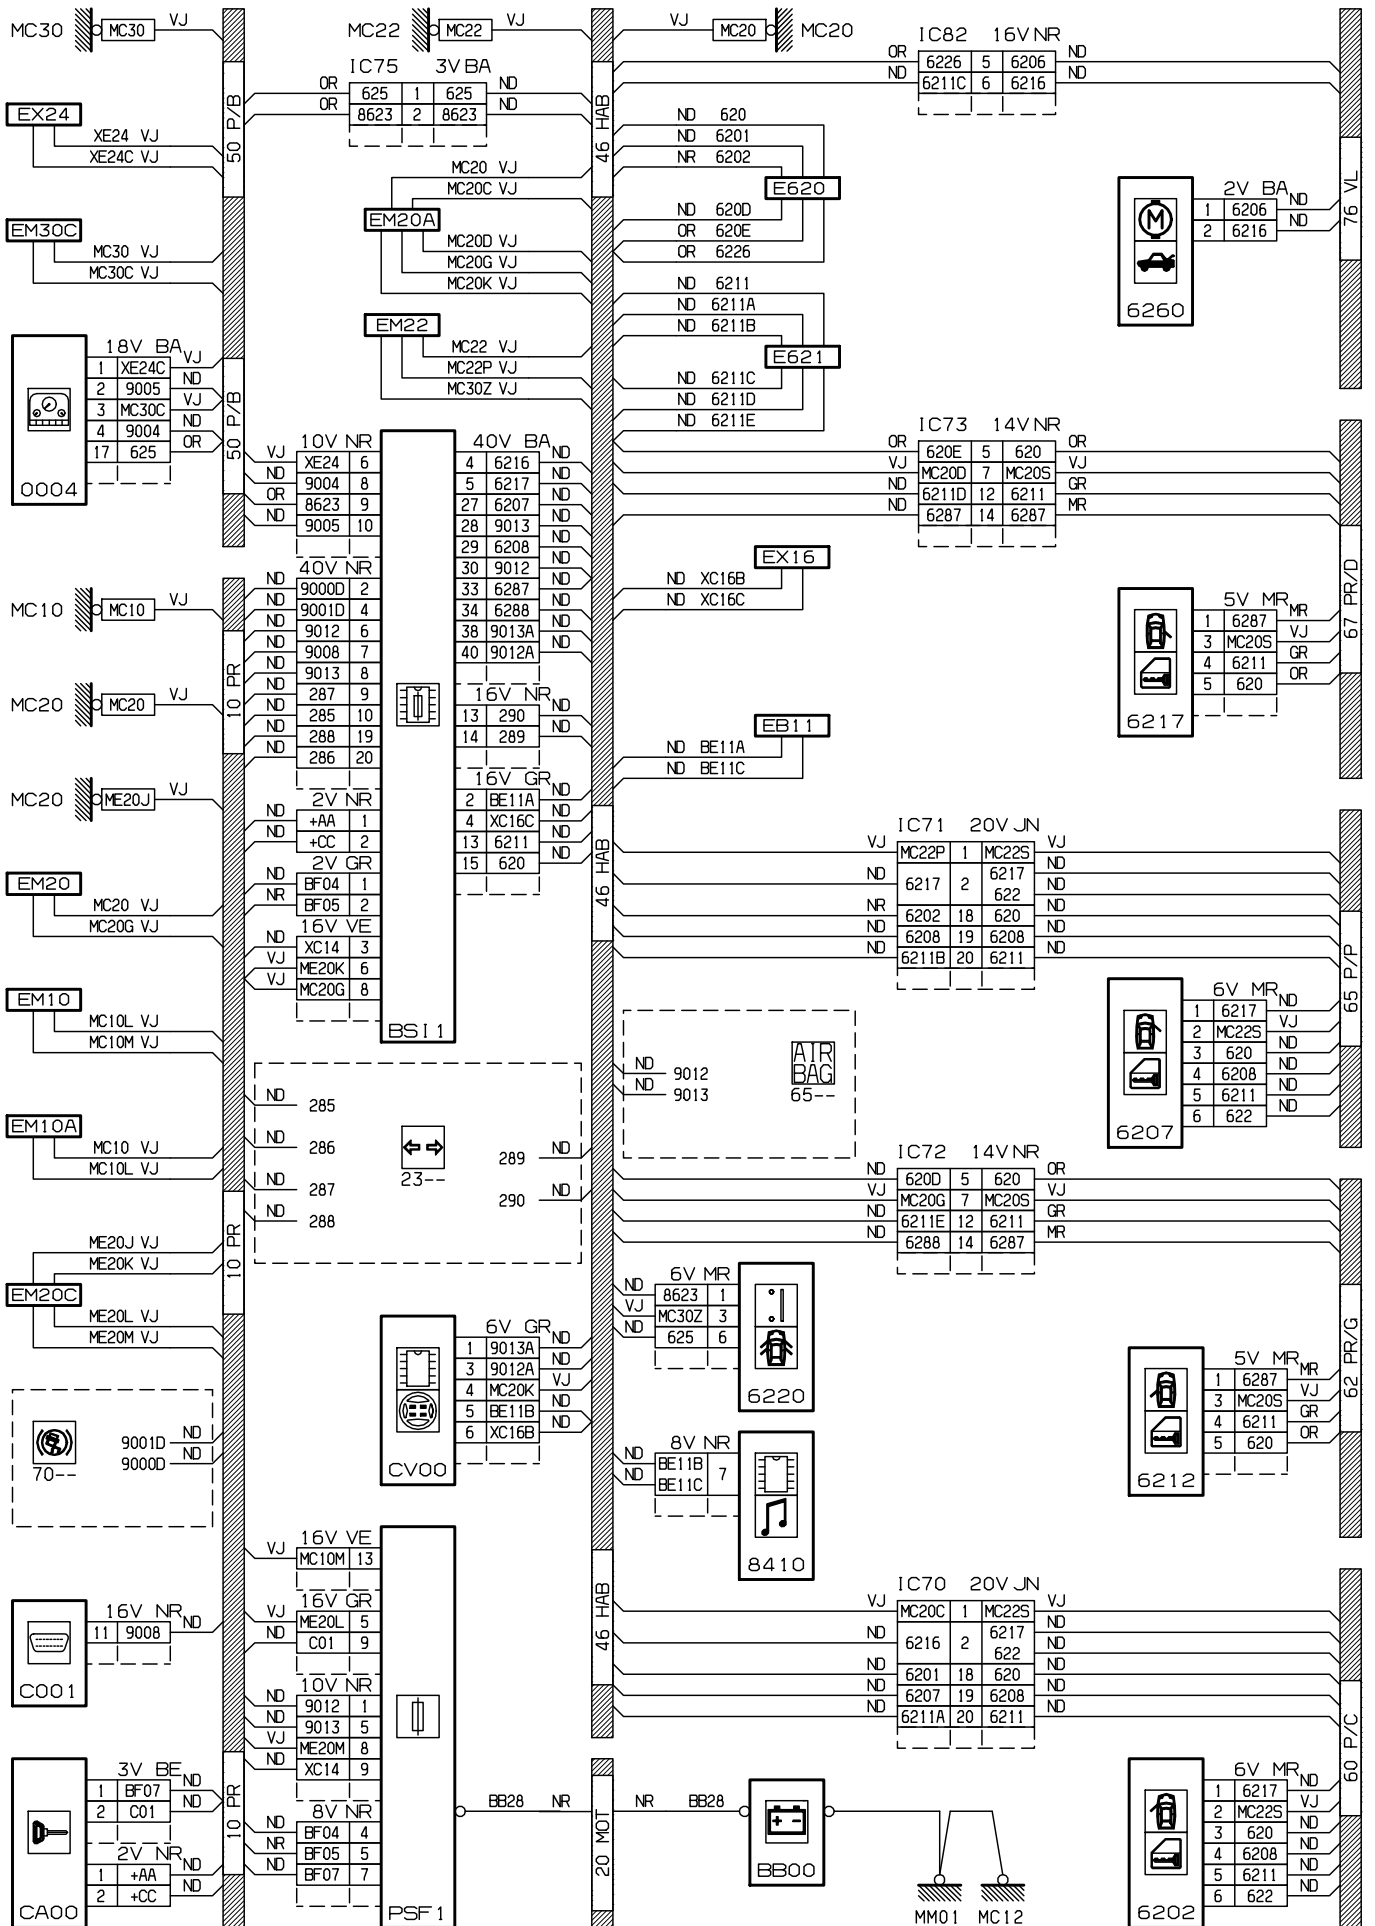 MC30 MC30 VJ
MC22 MC22 VJ
VJ MC20 MC20
IC75 3V BA
OR 625 1 625 ND
OR 8623 2 8623 ND
IC82 16V NR
OR 6226 5 6206 ND
ND 6211C 6 6216 ND
50 P/B
46 HAB
76 VL
EX24
XE24 VJ
XE24C VJ
EM30C
MC30 VJ
MC30C VJ
MC20 VJ
MC20C VJ
EM20A
MC20D VJ
MC20G VJ
MC20K VJ
EM22
MC22 VJ
MC22P VJ
MC30Z VJ
ND 620
ND 6201
NR 6202
E620
ND 620D
OR 620E
OR 6226
ND 6211
ND 6211A
ND 6211B
E621
ND 6211C
ND 6211D
ND 6211E
2V BA
1 6206 ND
2 6216 ND
M
6260
18V BA
1 XE24C VJ
2 9005 ND
3 MC30C VJ
4 9004 ND
17 625 OR
0004
50 P/B
10V NR
VJ XE24 6
ND 9004 8
OR 8623 9
ND 9005 10
40V NR
ND 9000D 2
ND 9001D 4
ND 9012 6
ND 9008 7
ND 9013 8
ND 287 9
ND 285 10
ND 288 19
ND 286 20
2V NR
ND +AA 1
ND +CC 2
2V GR
ND BF04 1
NR BF05 2
16V VE
ND XC14 3
VJ ME20K 6
VJ MC20G 8
40V BA
4 6216 ND
5 6217 ND
27 6207 ND
28 9013 ND
29 6208 ND
30 9012 ND
33 6287 ND
34 6288 ND
38 9013A ND
40 9012A ND
16V NR
13 290 ND
14 289 ND
16V GR
2 BE11A ND
4 XC16C ND
13 6211 ND
15 620 ND
BSI1
IC73 14V NR
OR 620E 5 620 OR
VJ MC20D 7 MC20S VJ
ND 6211D 12 6211 GR
ND 6287 14 6287 MR
67 PR/D
EX16
ND XC16B
ND XC16C
5V MR
1 6287 MR
3 MC20S VJ
4 6211 GR
5 620 OR
6217
MC10 MC10 VJ
10 PR
MC20 MC20 VJ
MC20 ME20J VJ
EB11
ND BE11A
ND BE11C
46 HAB
IC71 20V JN
VJ MC22P 1 MC22S VJ
ND 6217 2 6217 ND
622 ND
NR 6202 18 620 ND
ND 6208 19 6208 ND
ND 6211B 20 6211 ND
65 P/P
EM20
MC20 VJ
MC20G VJ
EM10
MC10L VJ
MC10M VJ
6V MR
1 6217 ND
2 MC22S VJ
3 620 ND
4 6208 ND
5 6211 ND
6 622 ND
6207
ND 9012
ND 9013
AIR
BAG
65--
ND 285
ND 286
ND 287
ND 288
23--
289 ND
290 ND
EM10A
MC10 VJ
MC10L VJ
10 PR
ME20J VJ
ME20K VJ
EM20C
ME20L VJ
ME20M VJ
IC72 14V NR
ND 620D 5 620 OR
VJ MC20G 7 MC20S VJ
ND 6211E 12 6211 GR
ND 6288 14 6287 MR
62 PR/G
6V MR
ND 8623 1
VJ MC30Z 3
ND 625 6
6220
6V GR
1 9013A ND
3 9012A ND
4 MC20K VJ
5 BE11B ND
6 XC16B ND
CV00
5V MR
1 6287 MR
3 MC20S VJ
4 6211 GR
5 620 OR
6212
9001D ND
9000D ND
70--
8V NR
ND BE11B 7
ND BE11C
8410
16V VE
VJ MC10M 13
16V GR
VJ ME20L 5
ND C01 9
10V NR
ND 9012 1
ND 9013 5
VJ ME20M 8
ND XC14 9
8V NR
ND BF04 4
NR BF05 5
ND BF07 7
PSF1
16V NR
11 9008 ND
C001
46 HAB
IC70 20V JN
VJ MC20C 1 MC22S VJ
ND 6216 2 6217 ND
622 ND
ND 6201 18 620 ND
ND 6207 19 6208 ND
ND 6211A 20 6211 ND
60 P/C
3V BE
1 BF07 ND
2 C01 ND
2V NR
1 +AA ND
2 +CC ND
CA00
10 PR
BB28 NR
20 MOT
NR BB28
+ -
BB00
MM01 MC12
6V MR
1 6217 ND
2 MC22S VJ
3 620 ND
4 6208 ND
5 6211 ND
6 622 ND
6202